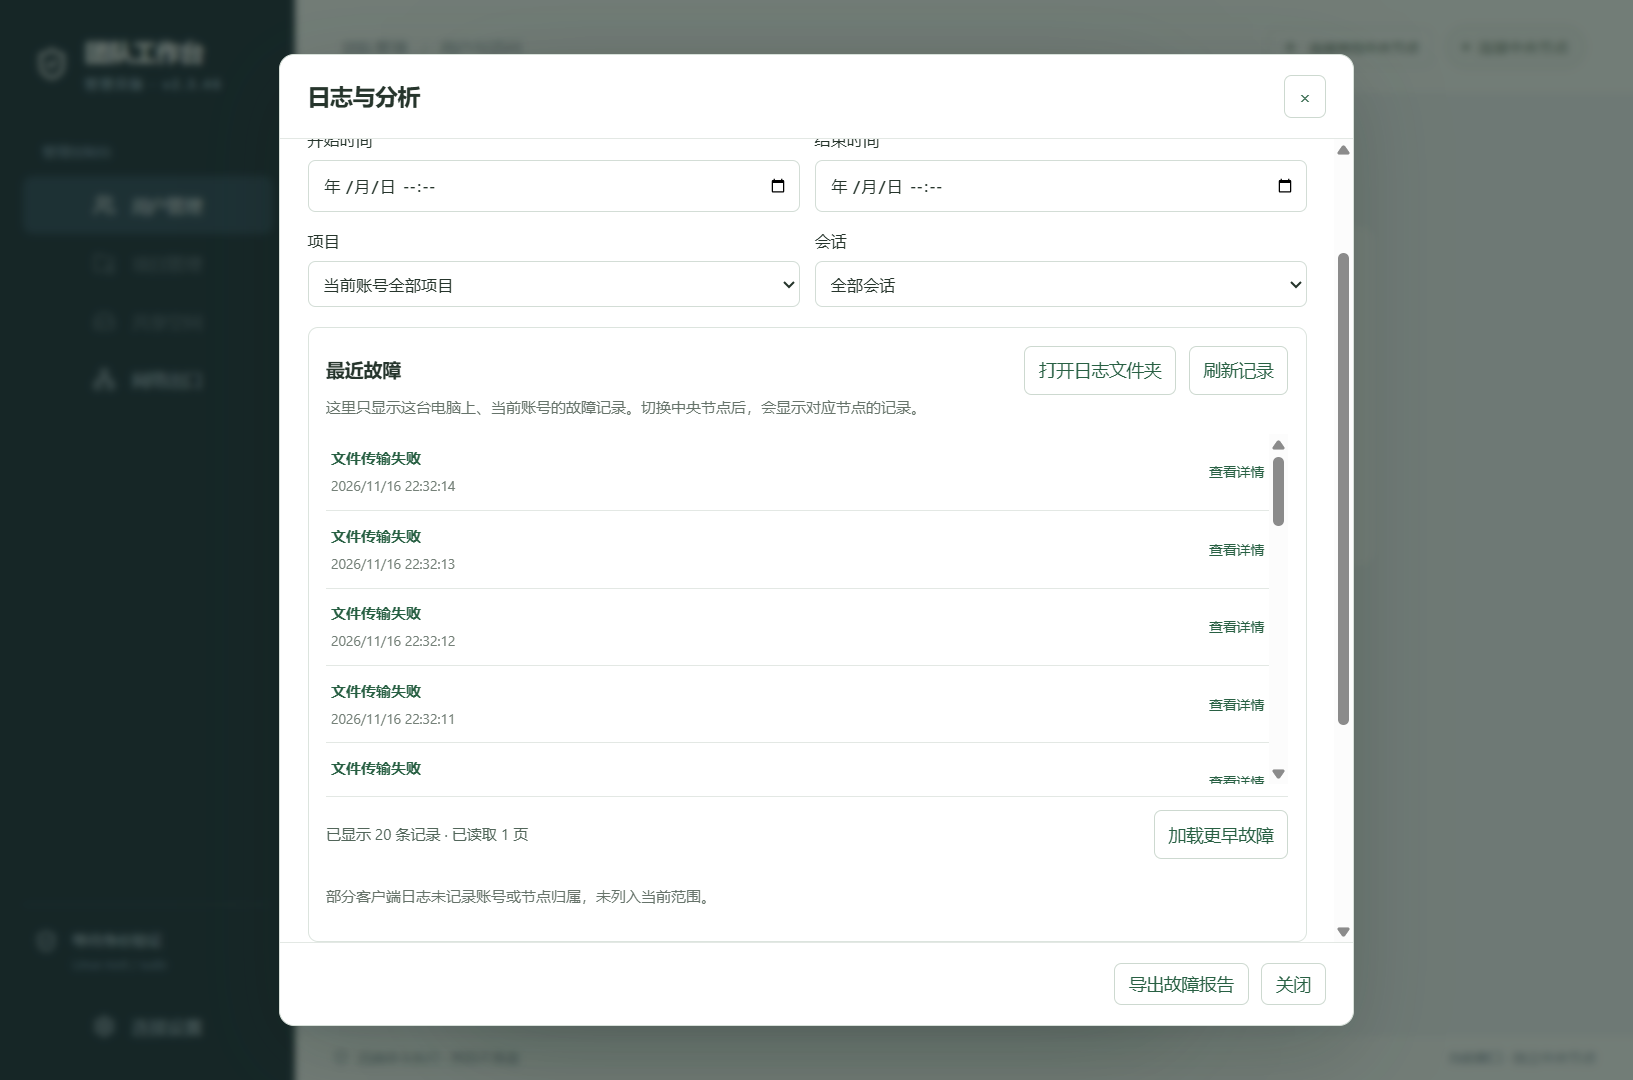 团队工作台
日志与分析
×
开始时间
结束时间
年 /月/日 --:--
年 /月/日 --:--
项目
会话
当前账号全部项目
全部会话
最近故障
打开日志文件夹
刷新记录
这里只显示这台电脑上、当前账号的故障记录。切换中央节点后，会显示对应节点的记录。
文件传输失败
2026/11/16 22:32:14
查看详情
文件传输失败
2026/11/16 22:32:13
查看详情
文件传输失败
2026/11/16 22:32:12
查看详情
文件传输失败
2026/11/16 22:32:11
查看详情
文件传输失败
查看详情
已显示 20 条记录 · 已读取 1 页
加载更早故障
部分客户端日志未记录账号或节点归属，未列入当前范围。
导出故障报告
关闭